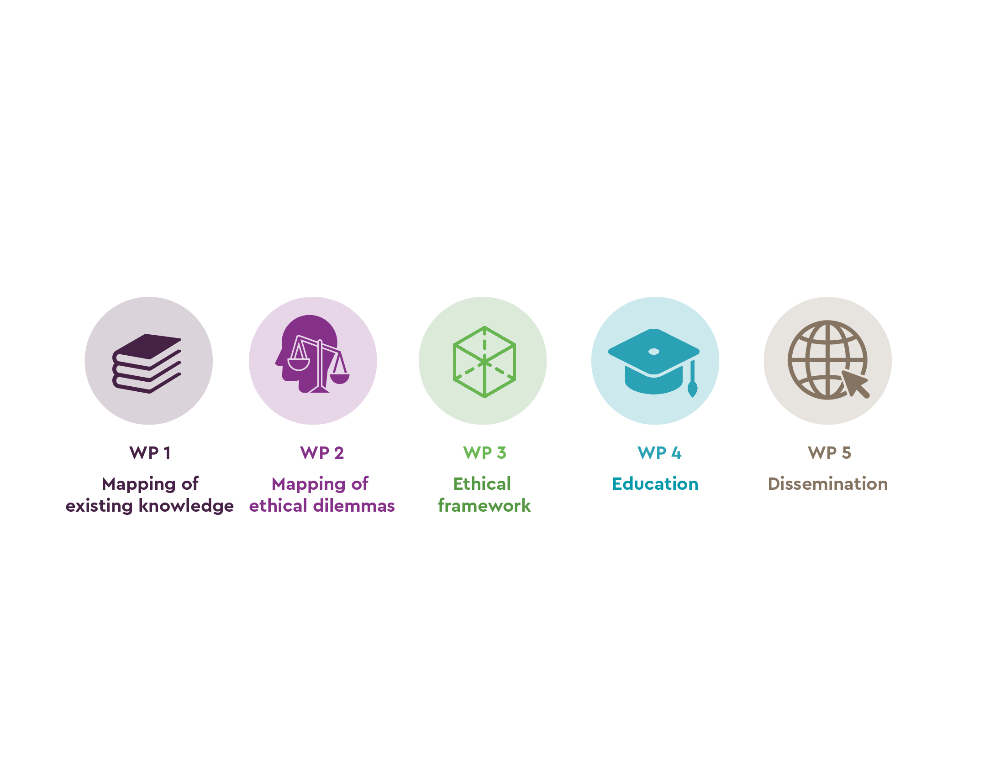 WP 1
Mapping of
existing knowledge
WP 2
Mapping of
ethical dilemmas
WP 3
Ethical
framework
WP 4
Education
WP 5
Dissemination